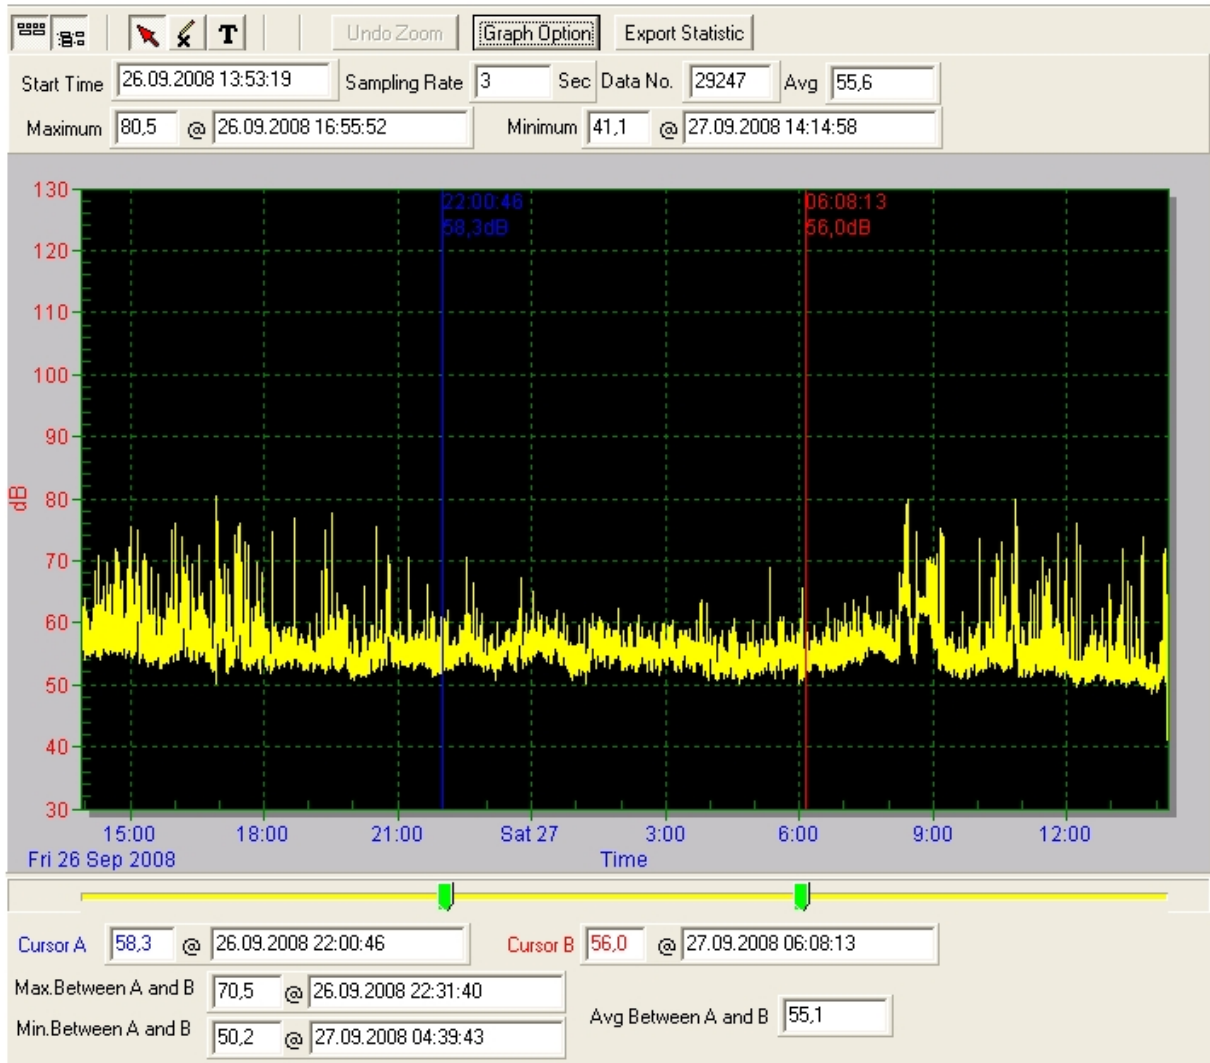 T Undo Zoom Graph Option Export Statistic
Start Time 26.09.2008 13:53:19 Sampling Rate 3 Sec Data No. 29247 Avg 55,6
Maximum 80,5 @ 26.09.2008 16:55:52 Minimum 41,1 @ 27.09.2008 14:14:58
130
22:00:46 06:08:13
58,3dB 56,0dB
120
110
100
90
dB
80
70
60
50
40
30
15:00 18:00 21:00 Sat 27 3:00 6:00 9:00 12:00
Fri 26 Sep 2008 Time
Cursor A 58,3 @ 26.09.2008 22:00:46 Cursor B 56,0 @ 27.09.2008 06:08:13
Max.Between A and B 70,5 @ 26.09.2008 22:31:40
Avg Between A and B 55,1
Min.Between A and B 50,2 @ 27.09.2008 04:39:43